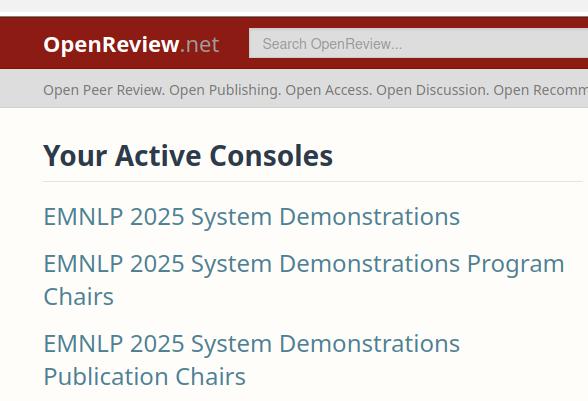 OpenReview.net
Search OpenReview...
Open Peer Review. Open Publishing. Open Access. Open Discussion. Open Recomm
Your Active Consoles
EMNLP 2025 System Demonstrations
EMNLP 2025 System Demonstrations Program
Chairs
EMNLP 2025 System Demonstrations
Publication Chairs